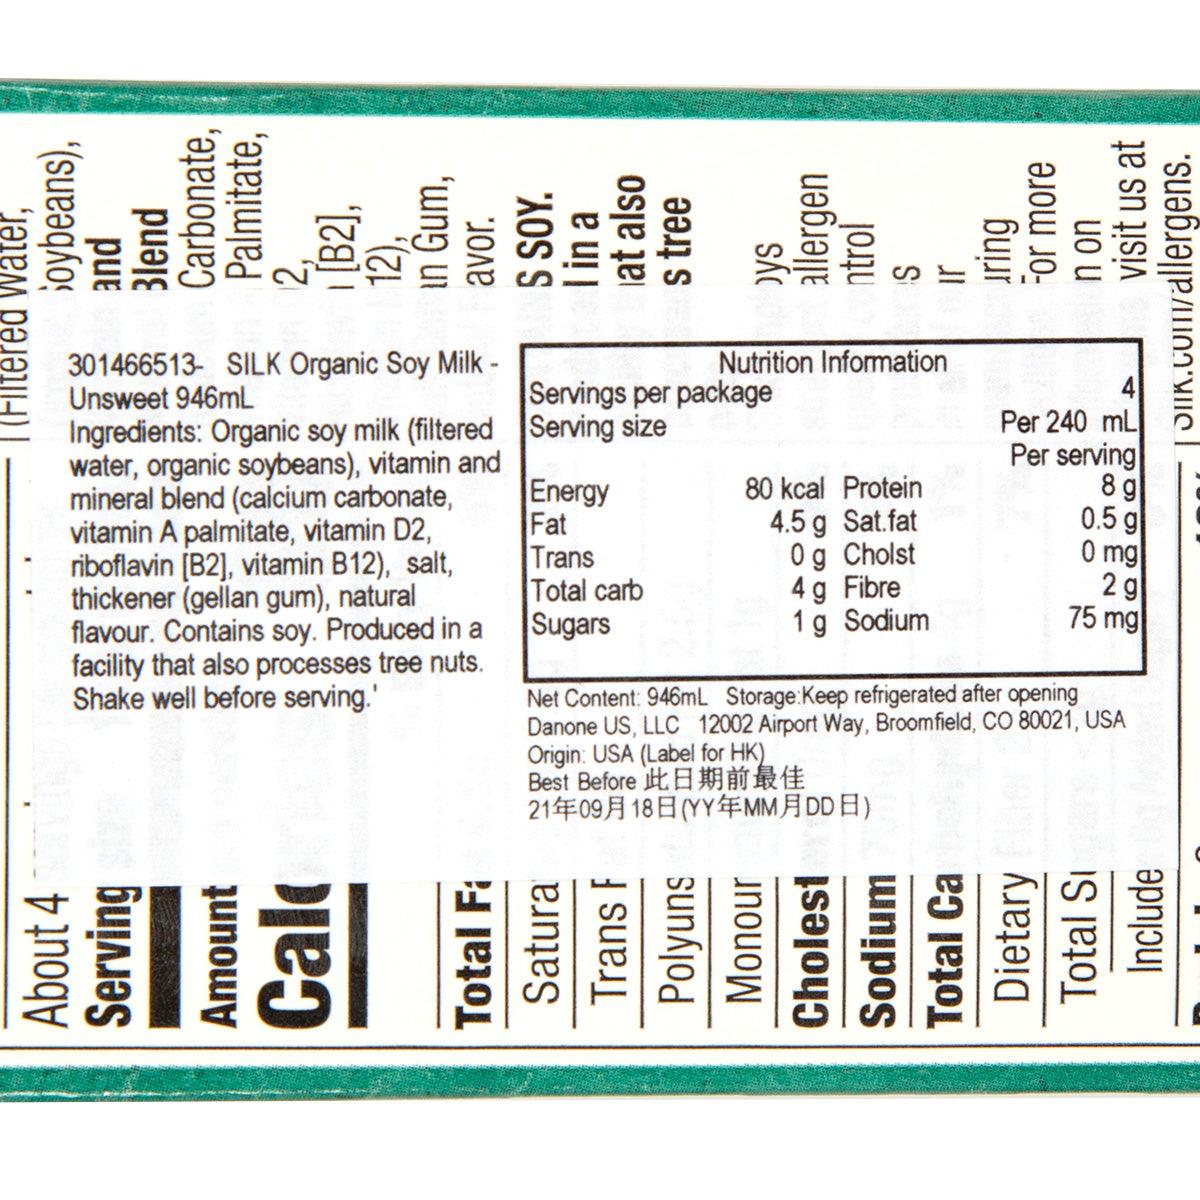 301466513- SILK Organic Soy Milk -
Unsweet 946mL
Ingredients: Organic soy milk (filtered
water, organic soybeans), vitamin and
mineral blend (calcium carbonate,
vitamin A palmitate, vitamin D2,
riboflavin [B2], vitamin B12), salt,
thickener (gellan gum), natural
flavour. Contains soy. Produced in a
facility that also processes tree nuts.
Shake well before serving.'
Nutrition Information
Servings per package 4
Serving size Per 240 mL
Per serving
Energy 80 kcal Protein 8 g
Fat 4.5 g Sat.fat 0.5 g
Trans 0 g Cholst 0 mg
Total carb 4 g Fibre 2 g
Sugars 1 g Sodium 75 mg
Net Content: 946mL Storage:Keep refrigerated after opening
Danone US, LLC 12002 Airport Way, Broomfield, CO 80021, USA
Origin: USA (Label for HK)
Best Before 此日期前最佳
21年09月18日(YY年MM月DD日)
(Filtered Water,
oybeans),
and
Blend
Carbonate,
Palmitate,
[B2],
12),
n Gum,
avor.
S SOY.
in a
at also
s tree
allergen
For more
n on
visit us at
Silk.com/allergens.
About 4
Serving
Amount
Calo
Total Fa
Satura
Trans F
Polyuns
Monour
Cholest
Sodium
Total Ca
Dietary
Total Su
Include